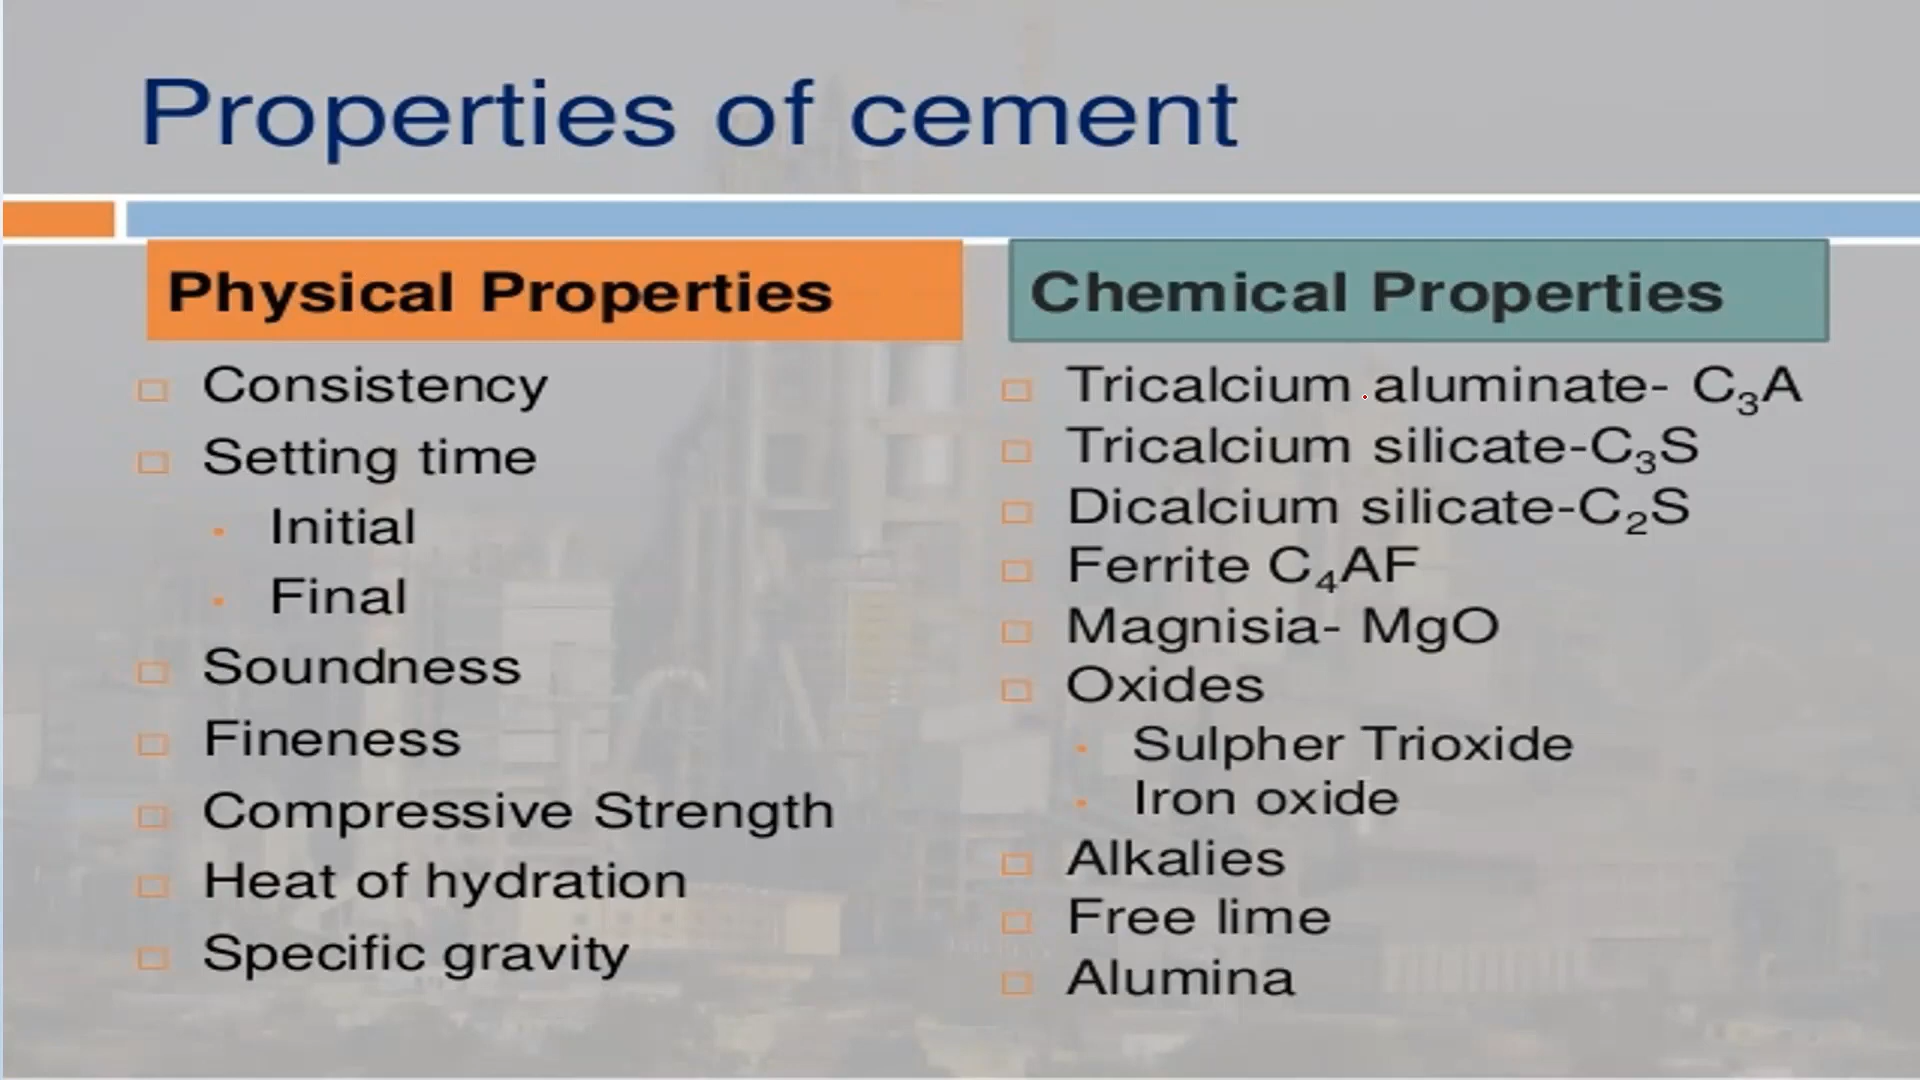 Properties of cement
Physical Properties
Consistency
Setting time
Initial
Final
Soundness
Fineness
Compressive Strength
Heat of hydration
Specific gravity
Chemical Properties
Tricalcium aluminate- C₃A
Tricalcium silicate-C₃S
Dicalcium silicate-C₂S
Ferrite C₄AF
Magnisia- MgO
Oxides
Sulpher Trioxide
Iron oxide
Alkalies
Free lime
Alumina